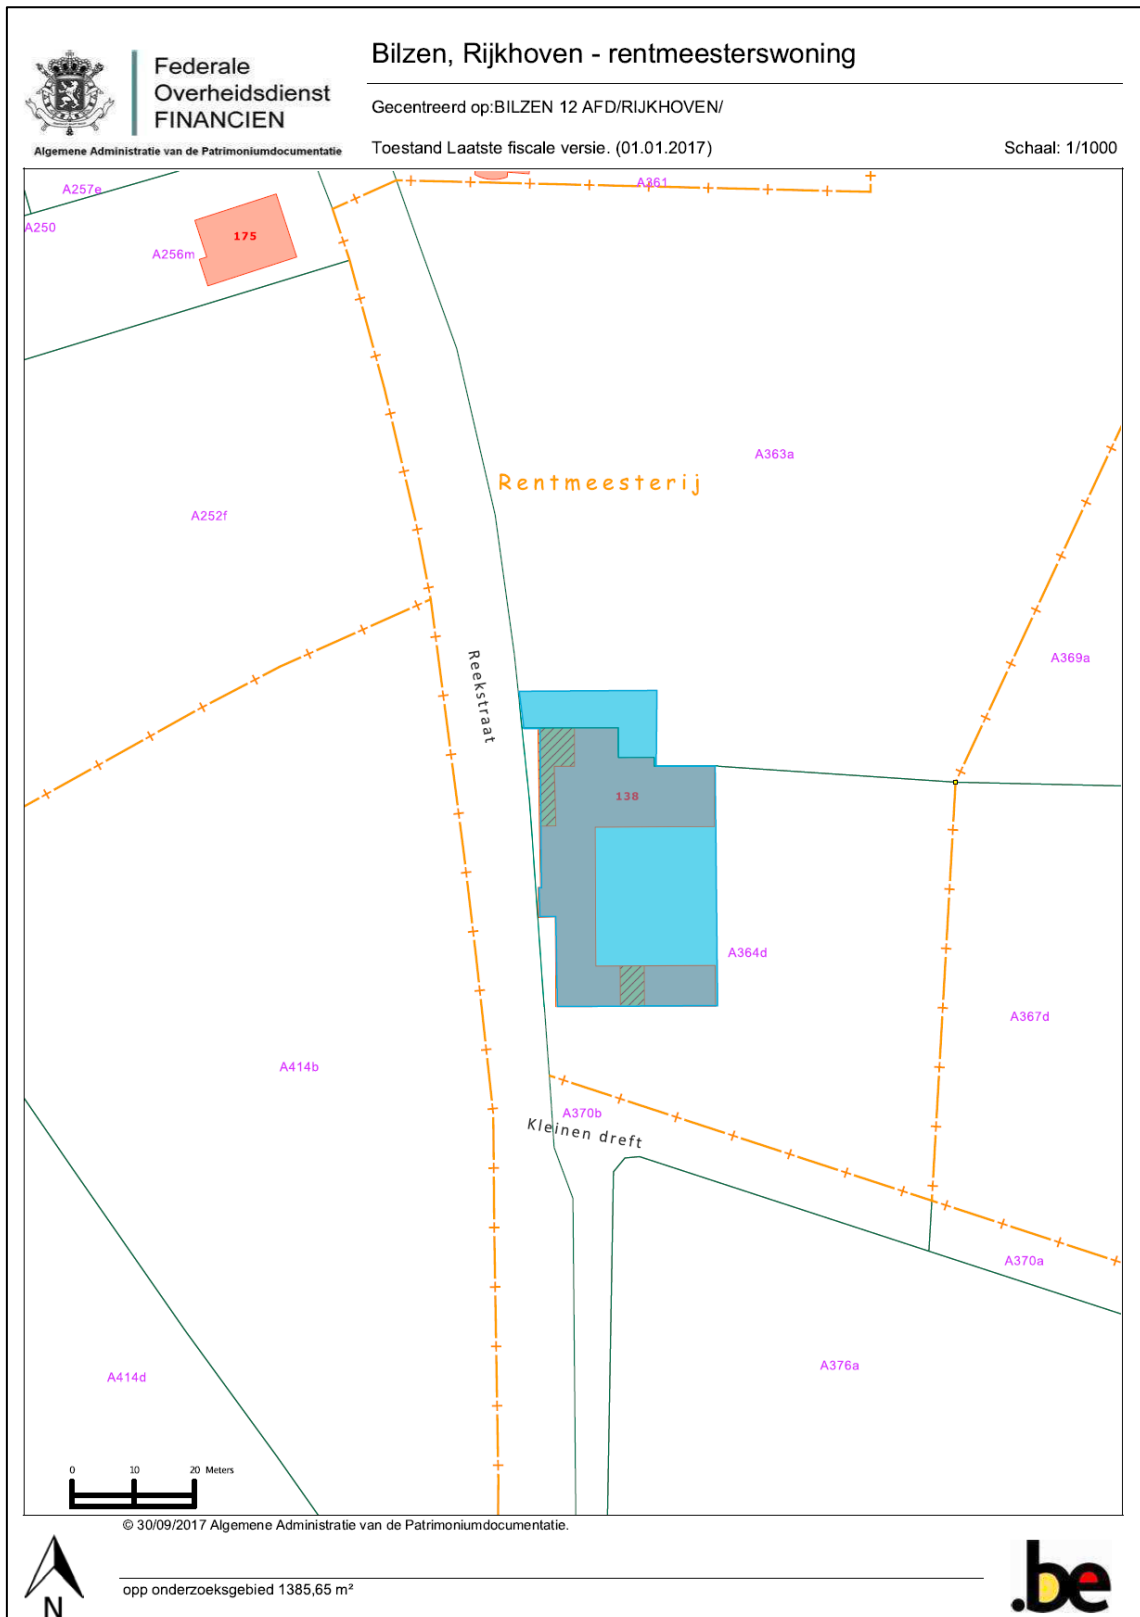 Federale
Overheidsdienst
FINANCIEN
Algemene Administratie van de Patrimoniumdocumentatie
Bilzen, Rijkhoven - rentmeesterswoning
Gecentreerd op:BILZEN 12 AFD/RIJKHOVEN/
Toestand Laatste fiscale versie. (01.01.2017)
Schaal: 1/1000
A257e
A361
A250
175
A256m
A363a
Rentmeesterij
A252f
Reekstraat
A369a
138
A364d
A367d
A414b
A370b
Kleinen dreft
A370a
A376a
A414d
0 10 20 Meters
© 30/09/2017 Algemene Administratie van de Patrimoniumdocumentatie.
N
opp onderzoeksgebied 1385,65 m²
.be